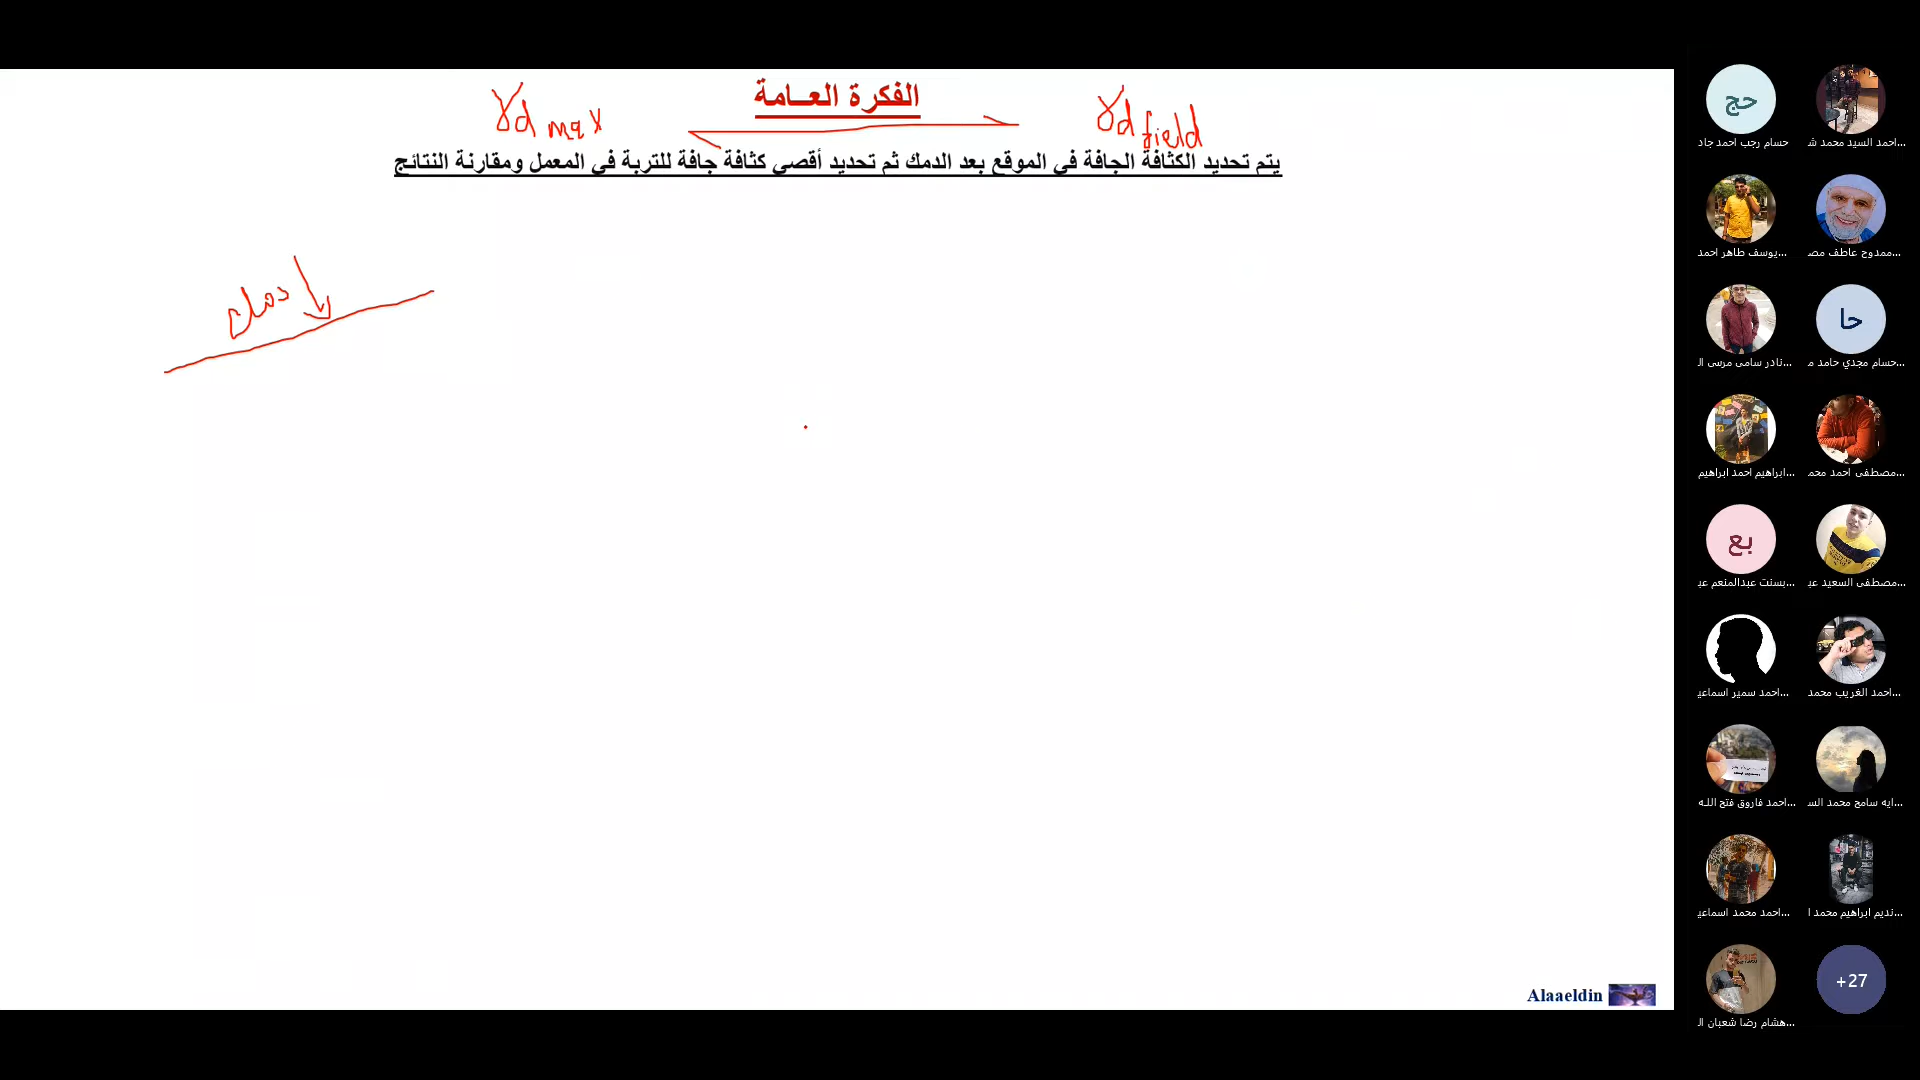 الفكرة العـامة
γd max
γd field
يتم تحديد الكثافة الجافة في الموقع بعد الدمك ثم تحديد أقصي كثافة جافة للتربة في المعمل ومقارنة النتائج
دمك
Alaaeldin
حج
حسام رجب احمد جاد
احمد السيد محمد ش...
يوسف طاهر احمد...
ممدوح عاطف مص...
نادر سامى مرسى ال...
حا
حسام مجدي حامد م...
ابراهيم احمد ابراهيم...
مصطفى احمد محم...
بع
بسنت عبدالمنعم عب...
مصطفى السعيد عب...
احمد سمير اسماعي...
احمد الغريب محمد...
احمد فاروق فتح الله...
ايه سامح محمد الس...
احمد محمد اسماعي...
نديم ابراهيم محمد ا...
هشام رضا شعبان ال...
+27